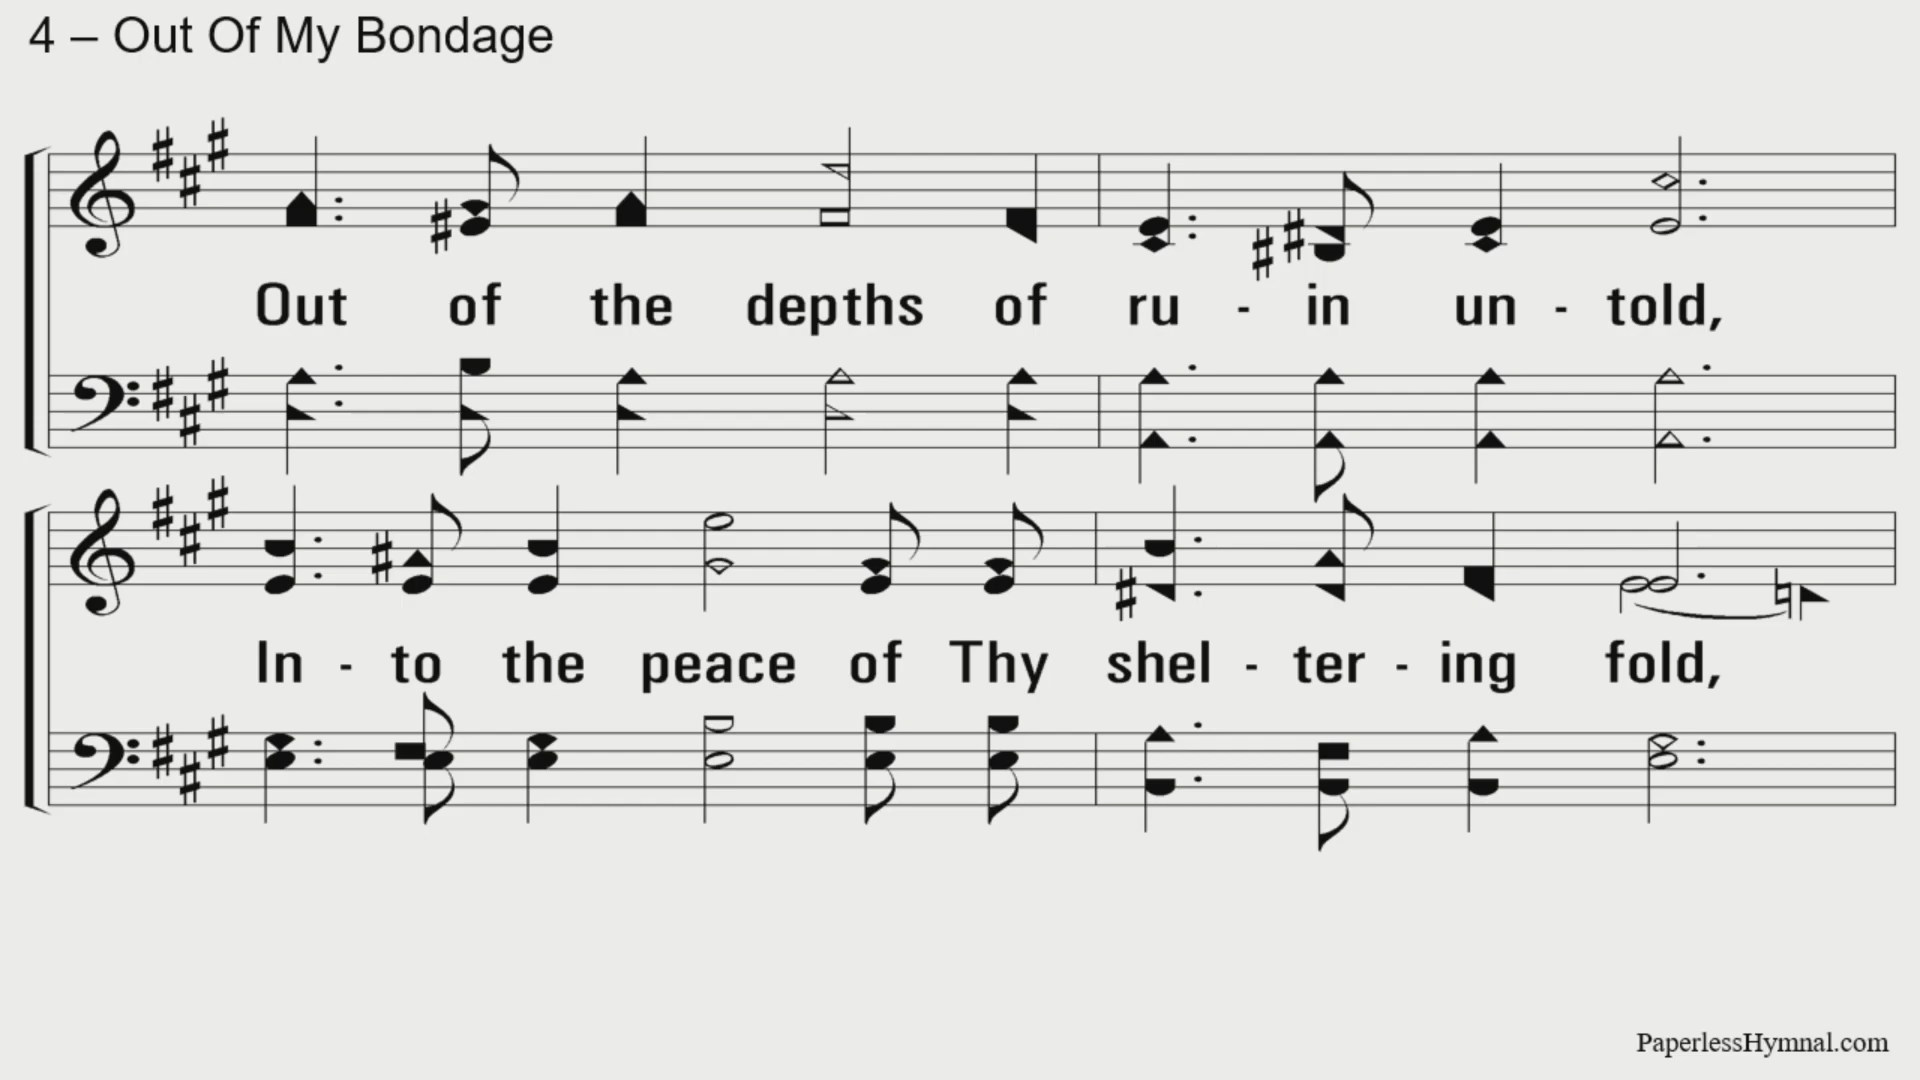 4 – Out Of My Bondage
Out of the depths of ru - in un - told,
In - to the peace of Thy shel - ter - ing fold,
PaperlessHymnal.com